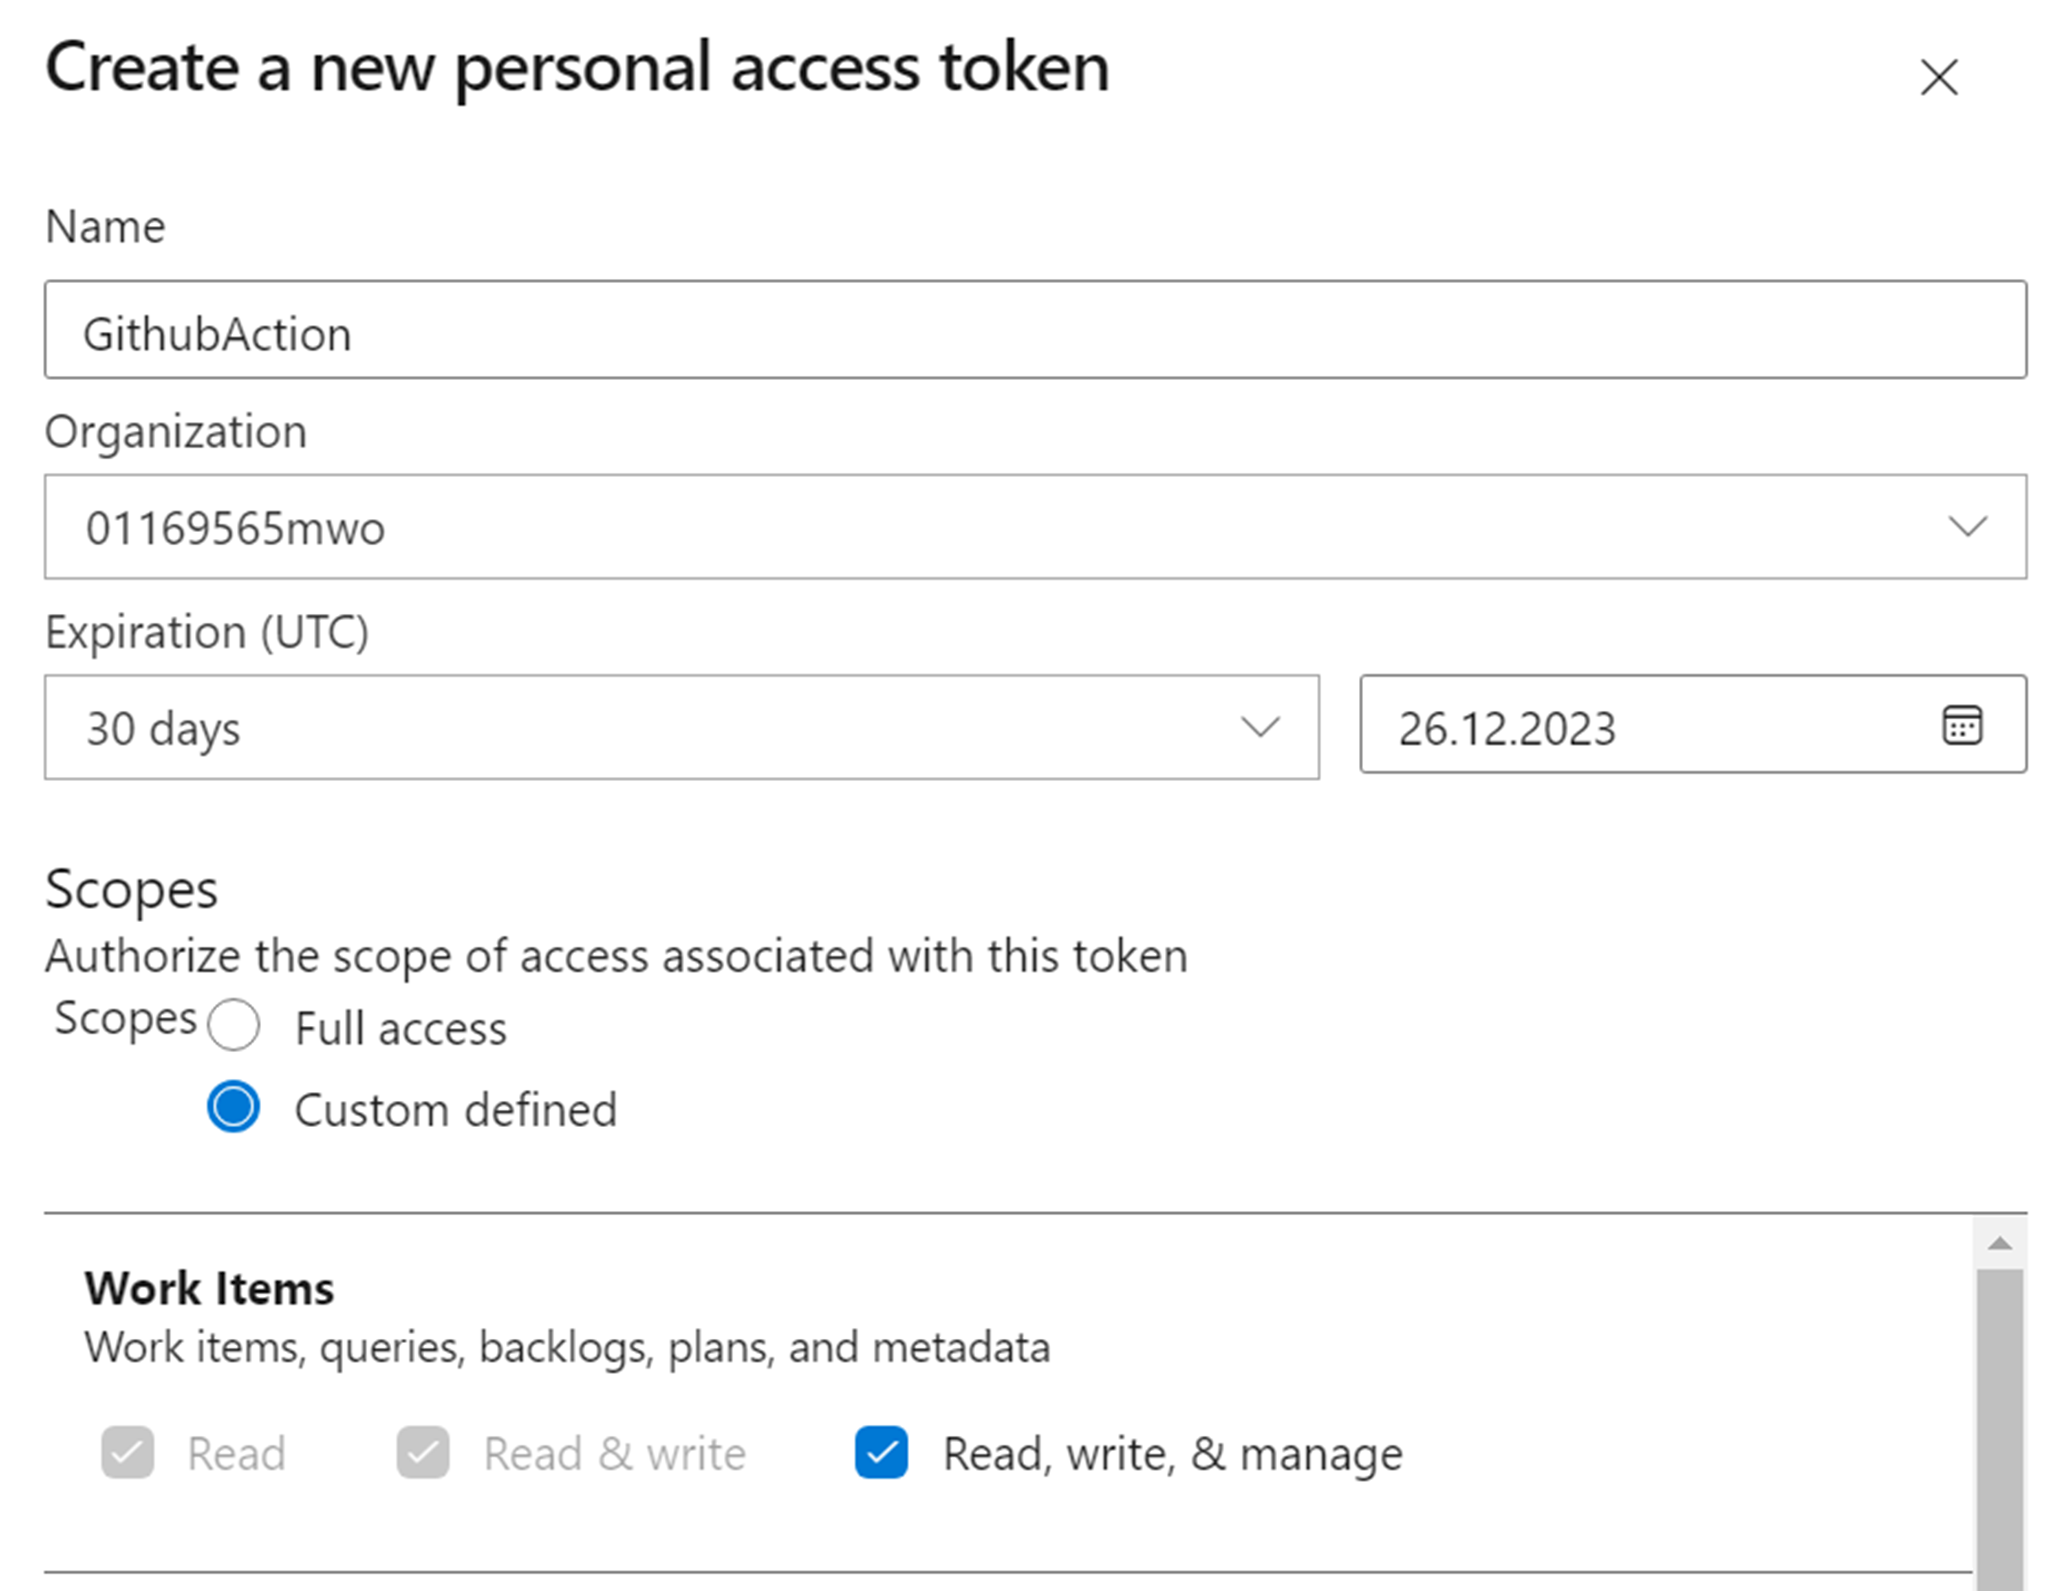 Create a new personal access token
Name
GithubAction
Organization
01169565mwo
Expiration (UTC)
30 days
26.12.2023
Scopes
Authorize the scope of access associated with this token
Scopes
Full access
Custom defined
Work Items
Work items, queries, backlogs, plans, and metadata
Read Read & write Read, write, & manage